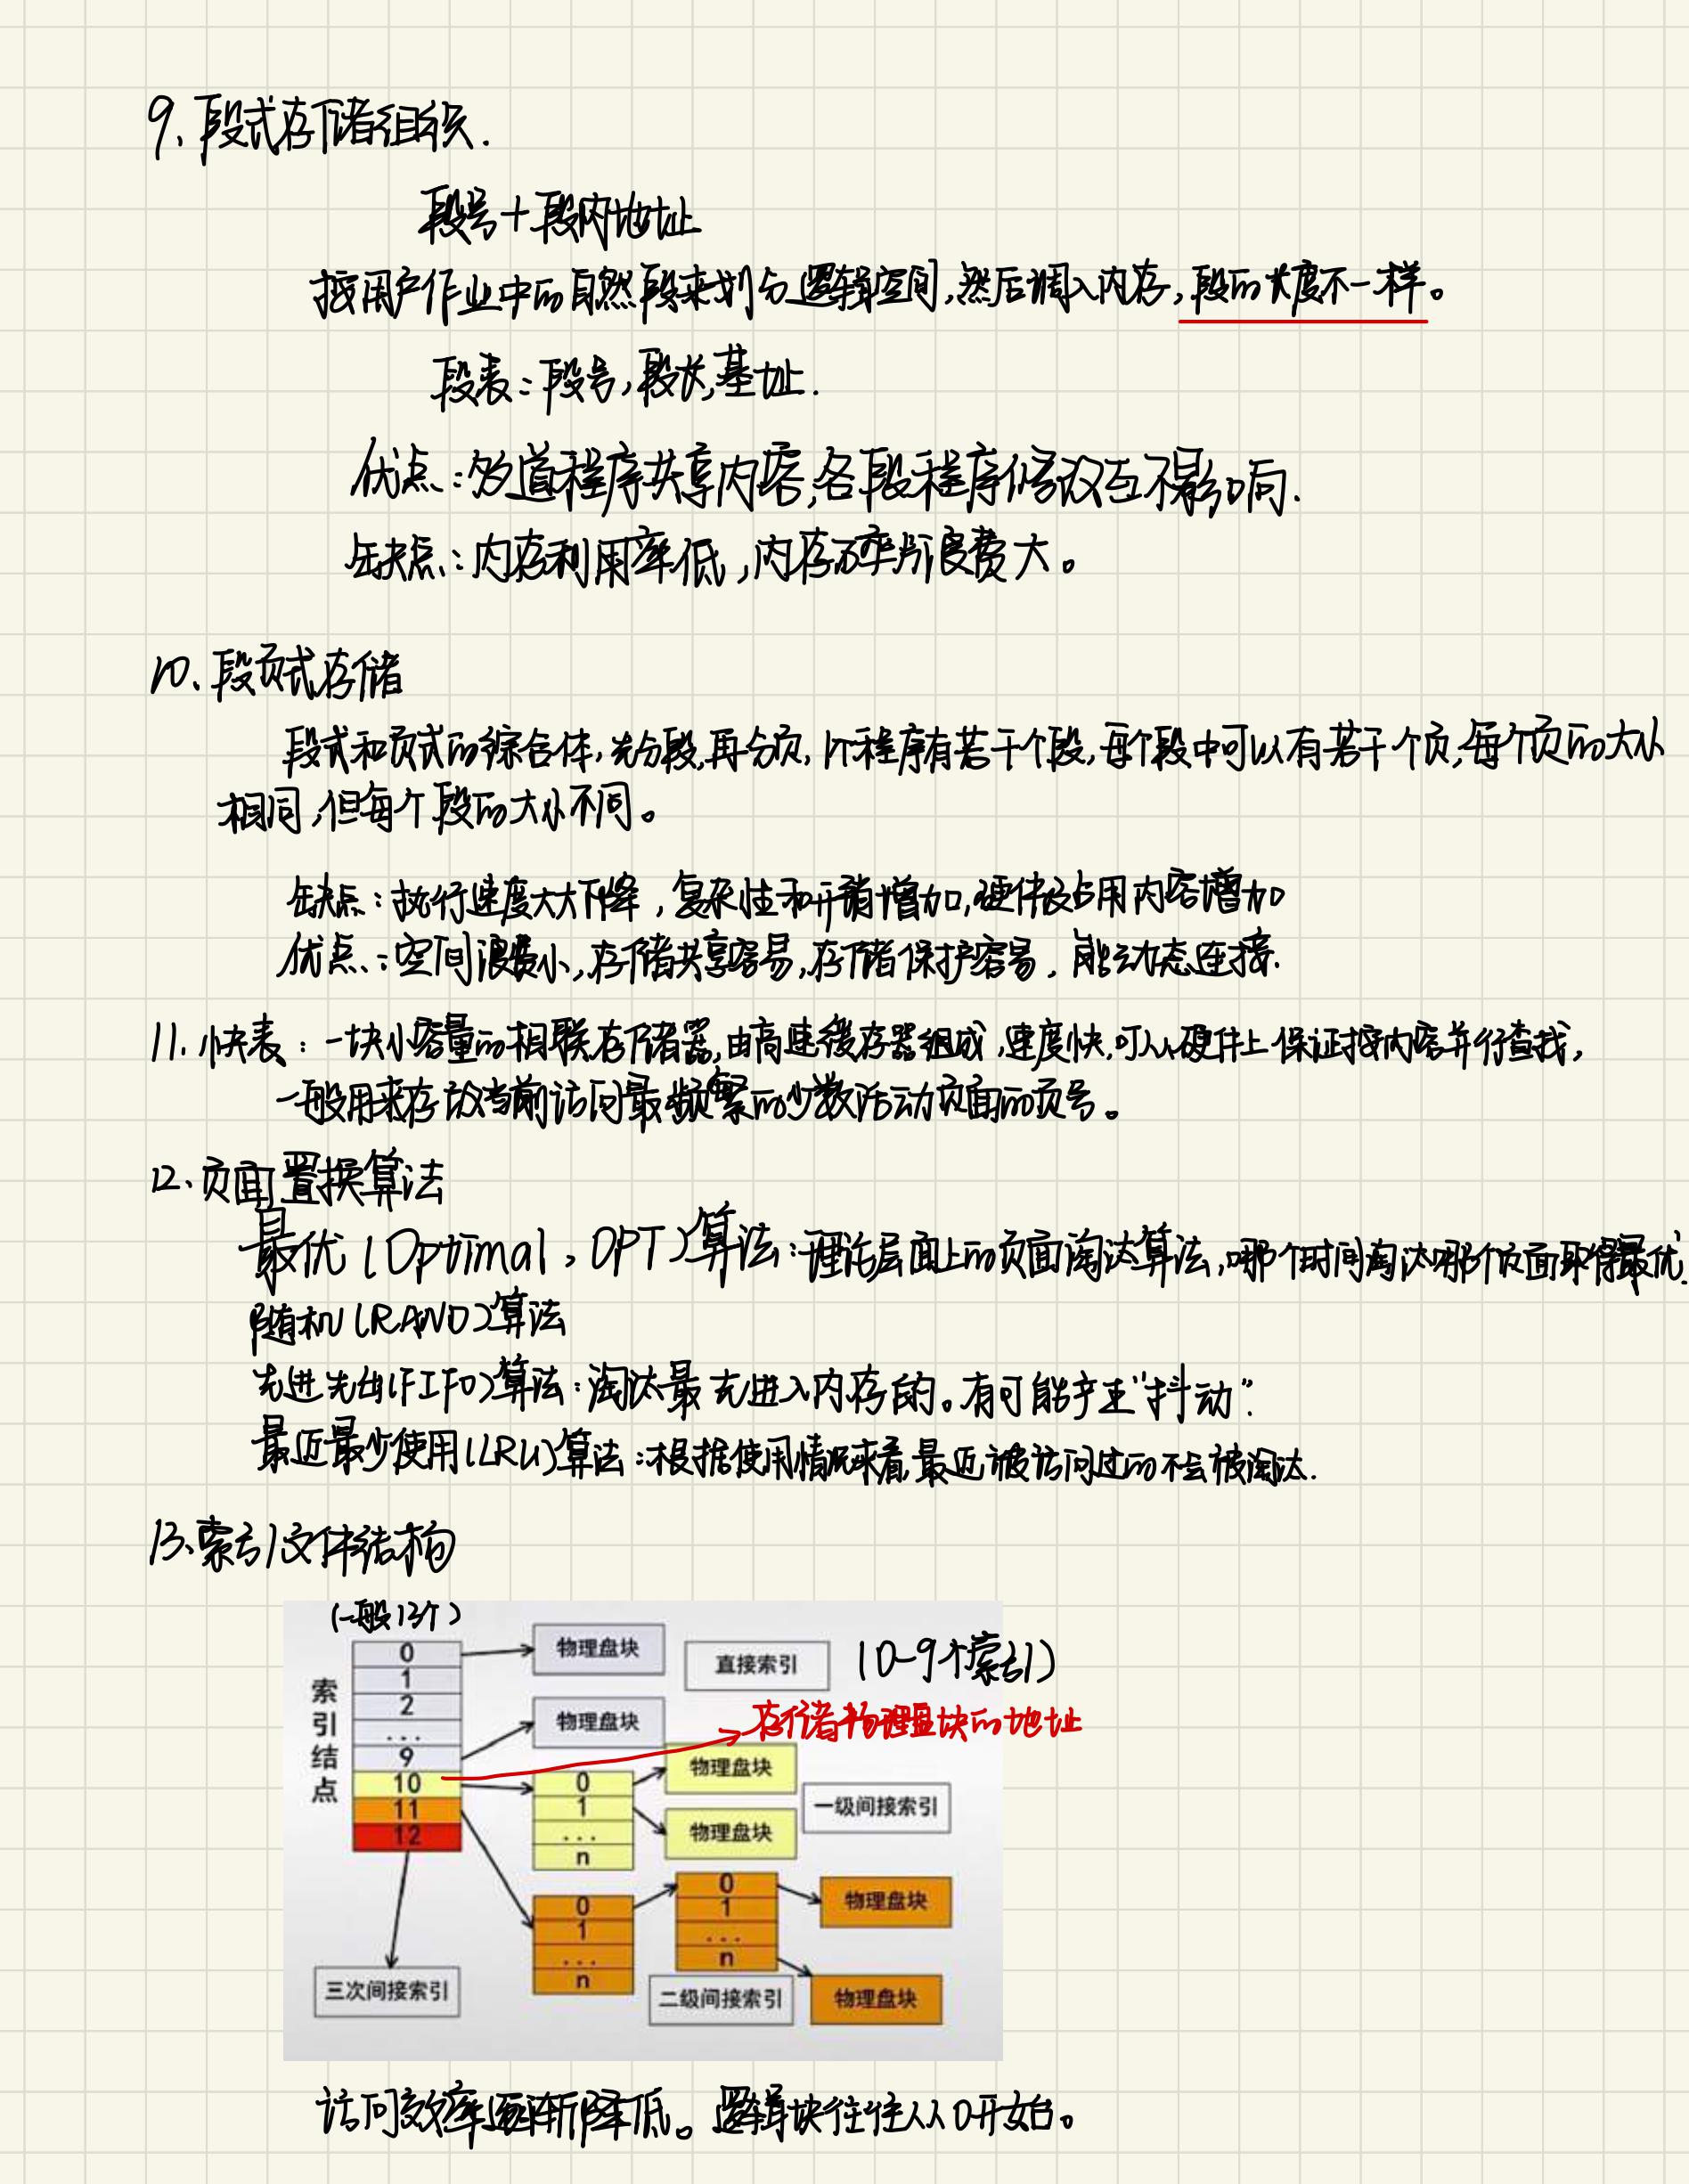 9. 段式存储组织.
段号+段内地址
按用户作业中的自然段来划分逻辑空间,然后调入内存,段的长度不一样。
段表:段号,段长,基址.
优点:多道程序共享内容,各段程序修改互不影响.
缺点:内存利用率低,内存碎片浪费大。
10. 段页式存储
段式和页式的综合体,先分段,再分页,1个程序有若干个段,每个段中可以有若干个页,每个页的大小
相同,但每个段的大小不同。
缺点:执行速度大大下降,复杂性和开销增加,硬件及占用内容增加
优点:空间浪费小,存储共享容易,存储保护容易,能动态连接.
11. 快表:一块小容量的相联存储器,由高速缓存器组成,速度快,可以从硬件上保证按内容并行查找,
一般用来存放当前访问最频繁的少数活动页面的页号。
12. 页面置换算法
最优(Optimal,OPT)算法:理论层面上的页面淘汰算法,哪个时间淘汰哪个页面取得最优.
随机(RAND)算法
先进先出(FIFO)算法:淘汰最先进入内存的。有可能产生"抖动".
最近最少使用(LRU)算法:根据使用情况来看,最近被访问过的不会被淘汰.
13. 索引文件结构
(一般13个)
索引结点
0
1
2
...
9
10
11
12
物理盘块
直接索引
(0-9个索引)
物理盘块
存储物理盘块的地址
0
1
...
n
物理盘块
物理盘块
一级间接索引
0
1
...
n
0
1
...
n
物理盘块
物理盘块
二级间接索引
三次间接索引
访问效率逐渐降低。逻辑块往往从0开始。